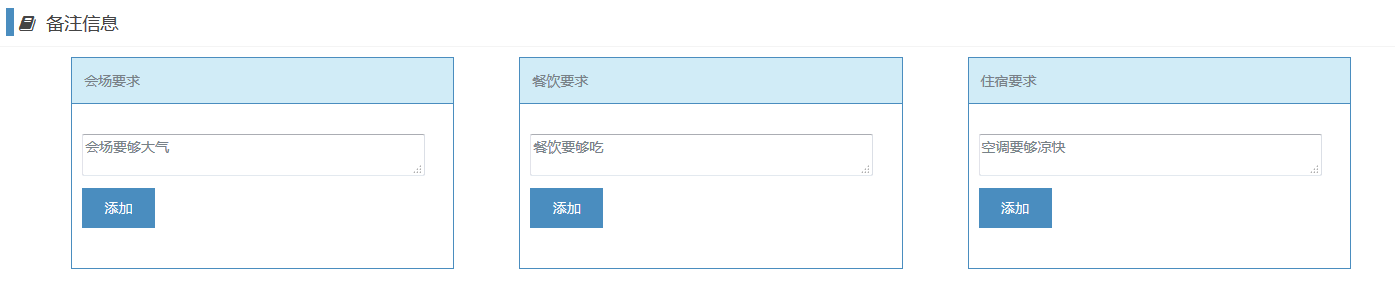 备注信息
会场要求
会场要够大气
添加
餐饮要求
餐饮要够吃
添加
住宿要求
空调要够凉快
添加